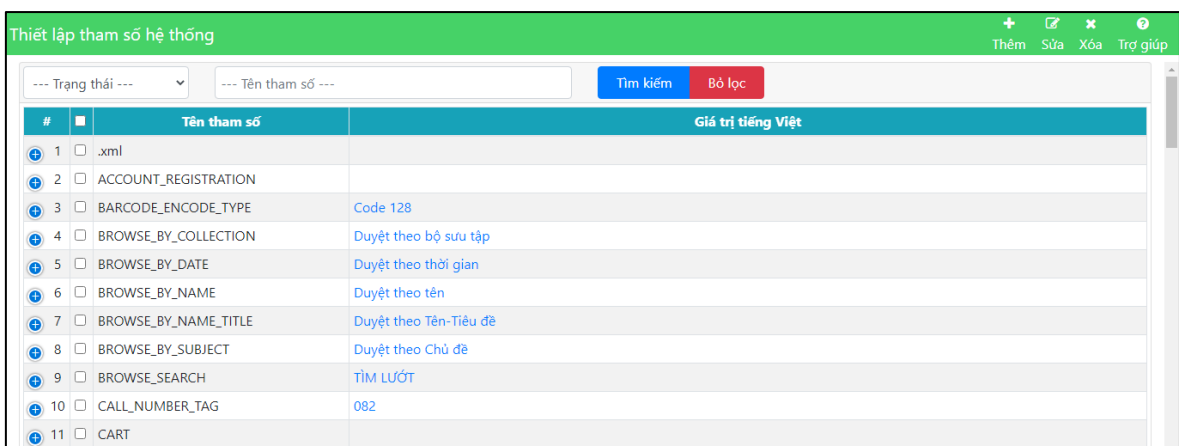 Thiết lập tham số hệ thống
Thêm Sửa Xóa Trợ giúp
--- Trạng thái --- --- Tên tham số --- Tìm kiếm Bỏ lọc
# Tên tham số Giá trị tiếng Việt
1 .xml
2 ACCOUNT_REGISTRATION
3 BARCODE_ENCODE_TYPE Code 128
4 BROWSE_BY_COLLECTION Duyệt theo bộ sưu tập
5 BROWSE_BY_DATE Duyệt theo thời gian
6 BROWSE_BY_NAME Duyệt theo tên
7 BROWSE_BY_NAME_TITLE Duyệt theo Tên-Tiêu đề
8 BROWSE_BY_SUBJECT Duyệt theo Chủ đề
9 BROWSE_SEARCH TÌM LƯỚT
10 CALL_NUMBER_TAG 082
11 CART